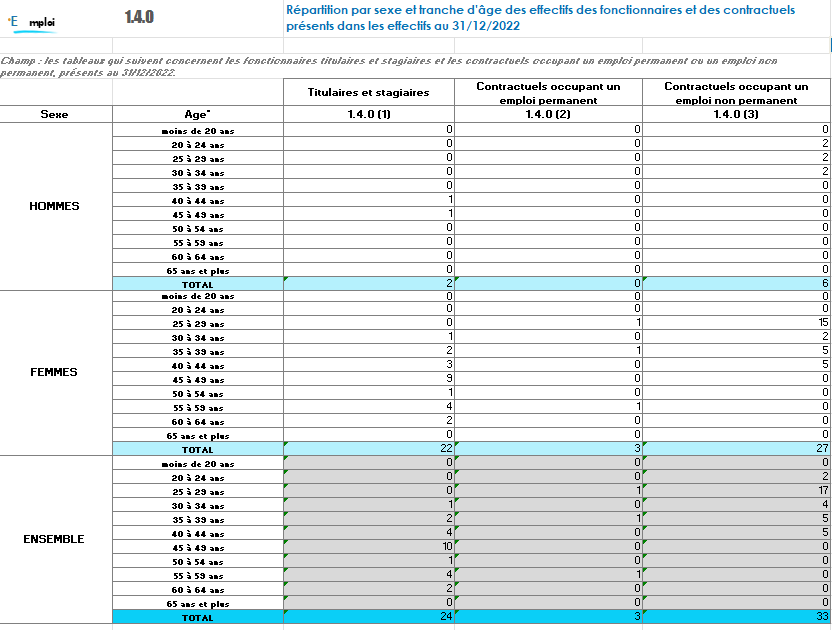 *E mploi 1.4.0 Répartition par sexe et tranche d'âge des effectifs des fonctionnaires et des contractuels
présents dans les effectifs au 31/12/2022
Champ : les tableaux qui suivent concernent les fonctionnaires titulaires et stagiaires et les contractuels occupant un emploi permanent ou un emploi non
permanent, présents au 31/12/2022.
Titulaires et stagiaires Contractuels occupant un emploi permanent Contractuels occupant un emploi non permanent
Sexe Age* 1.4.0 (1) 1.4.0 (2) 1.4.0 (3)
HOMMES
moins de 20 ans 0 0 0
20 à 24 ans 0 0 2
25 à 29 ans 0 0 2
30 à 34 ans 0 0 2
35 à 39 ans 0 0 0
40 à 44 ans 1 0 0
45 à 49 ans 1 0 0
50 à 54 ans 0 0 0
55 à 59 ans 0 0 0
60 à 64 ans 0 0 0
65 ans et plus 0 0 0
TOTAL 2 0 6
FEMMES
moins de 20 ans 0 0 0
20 à 24 ans 0 0 0
25 à 29 ans 0 1 15
30 à 34 ans 1 0 2
35 à 39 ans 2 1 5
40 à 44 ans 3 0 5
45 à 49 ans 9 0 0
50 à 54 ans 1 0 0
55 à 59 ans 4 1 0
60 à 64 ans 2 0 0
65 ans et plus 0 0 0
TOTAL 22 3 27
ENSEMBLE
moins de 20 ans 0 0 0
20 à 24 ans 0 0 2
25 à 29 ans 0 1 17
30 à 34 ans 1 0 4
35 à 39 ans 2 1 5
40 à 44 ans 4 0 5
45 à 49 ans 10 0 0
50 à 54 ans 1 0 0
55 à 59 ans 4 1 0
60 à 64 ans 2 0 0
65 ans et plus 0 0 0
TOTAL 24 3 33